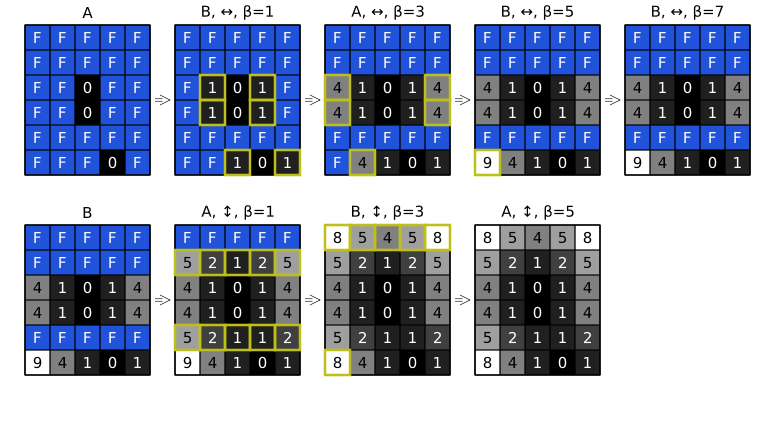 A B, ↔, β=1 A, ↔, β=3 B, ↔, β=5 B, ↔, β=7
F F F F F F F F F F F F F F F F F F F F F F F F F
F F F F F F F F F F F F F F F F F F F F F F F F F
F F 0 F F F 1 0 1 F 4 1 0 1 4 4 1 0 1 4 4 1 0 1 4
F F 0 F F ⇒ F 1 0 1 F ⇒ 4 1 0 1 4 ⇒ 4 1 0 1 4 ⇒ 4 1 0 1 4
F F F F F F F F F F F F F F F F F F F F F F F F F
F F F 0 F F F 1 0 1 F 4 1 0 1 9 4 1 0 1 9 4 1 0 1
B A, ↕, β=1 B, ↕, β=3 A, ↕, β=5
F F F F F F F F F F 8 5 4 5 8 8 5 4 5 8
F F F F F 5 2 1 2 5 5 2 1 2 5 5 2 1 2 5
4 1 0 1 4 4 1 0 1 4 4 1 0 1 4 4 1 0 1 4
4 1 0 1 4 ⇒ 4 1 0 1 4 ⇒ 4 1 0 1 4 ⇒ 4 1 0 1 4
F F F F F 5 2 1 1 2 5 2 1 1 2 5 2 1 1 2
9 4 1 0 1 9 4 1 0 1 8 4 1 0 1 8 4 1 0 1